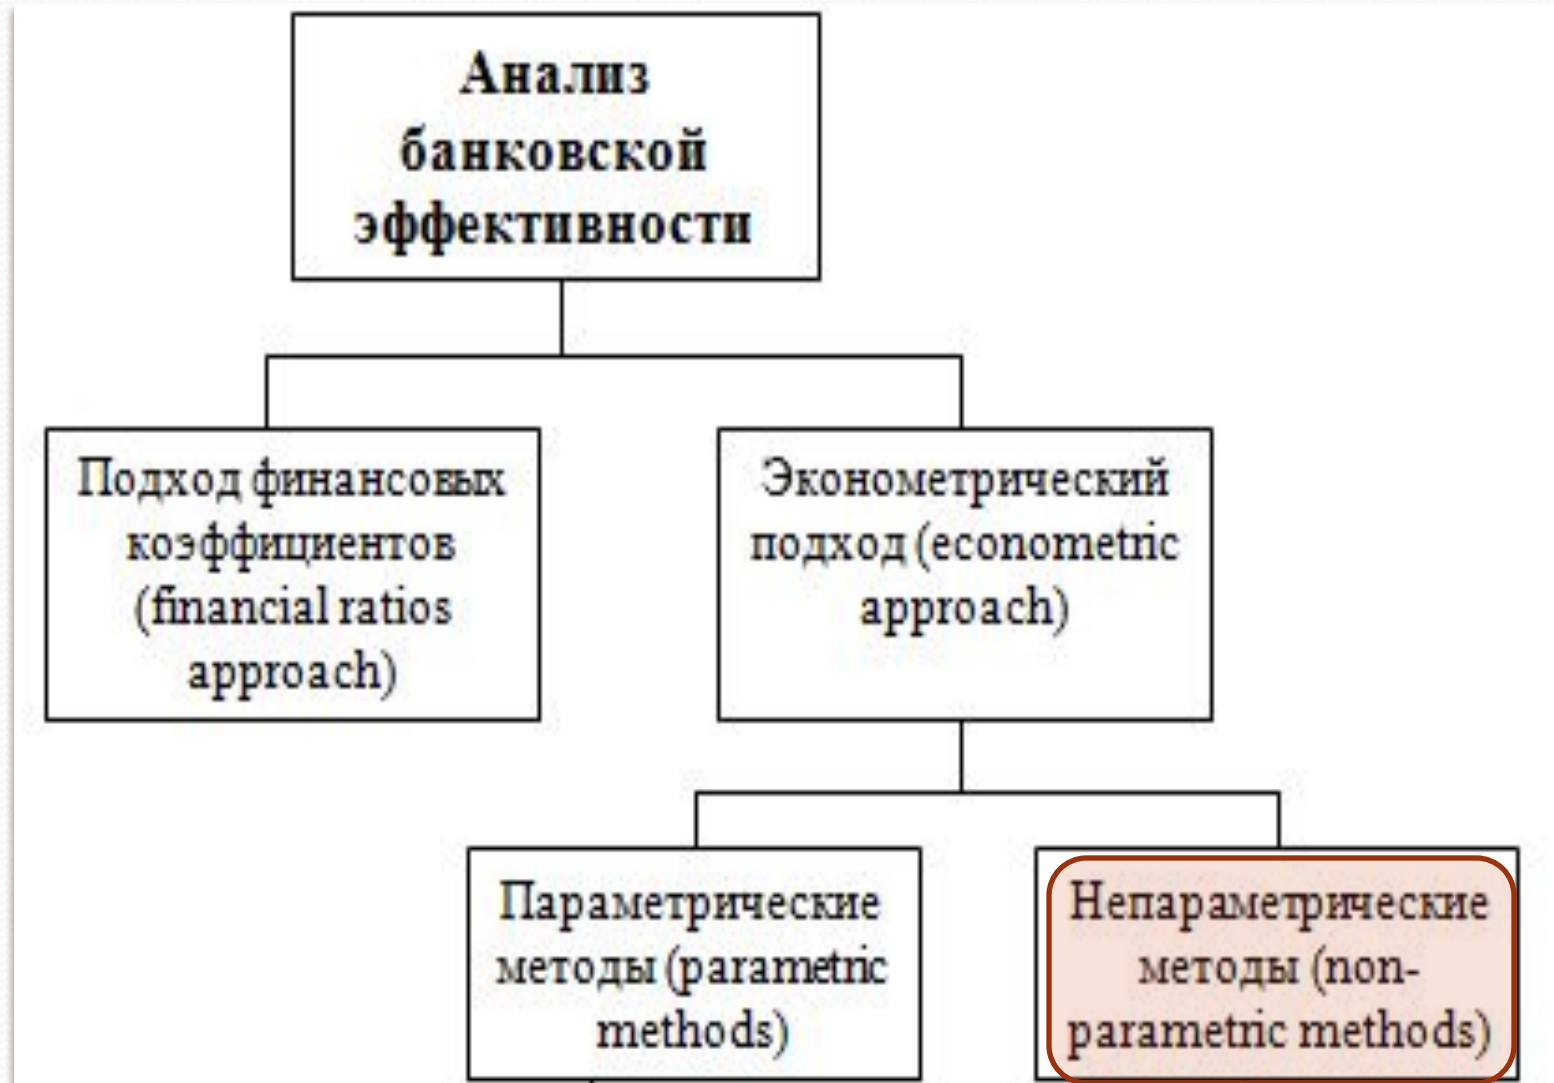 Анализ
банковской
эффективности
Подход финансовых
коэффициентов
(financial ratios
approach)
Эконометрический
подход (econometric
approach)
Параметрические
методы (parametric
methods)
Непараметрические
методы (non-
parametric methods)